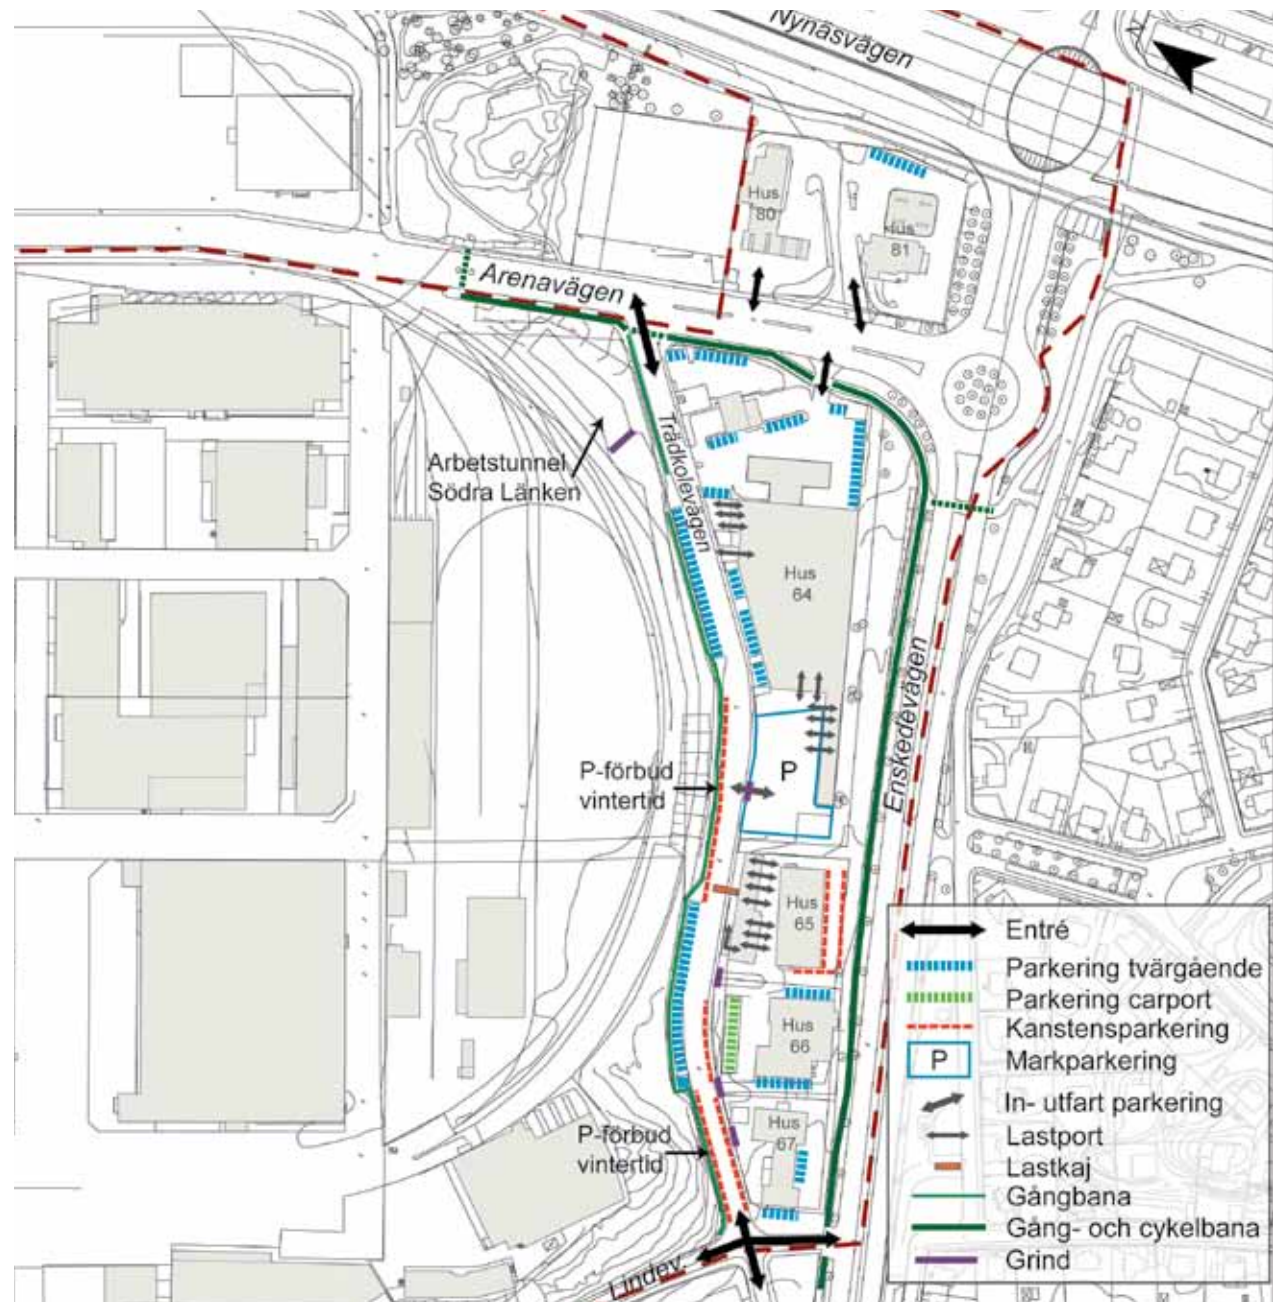 Nynäsvägen
Hus
80
Hus
81
Arenavägen
Trädkolevägen
Arbetstunnel
Södra Länken
Hus
64
Enskedevägen
P-förbud
vintertid
P
Hus
65
Hus
66
P-förbud
vintertid
Hus
67
Lindev.
Entré
Parkering tvärgående
Parkering carport
Kanstensparkering
P
Markparkering
In- utfart parkering
Lastport
Lastkaj
Gångbana
Gång- och cykelbana
Grind